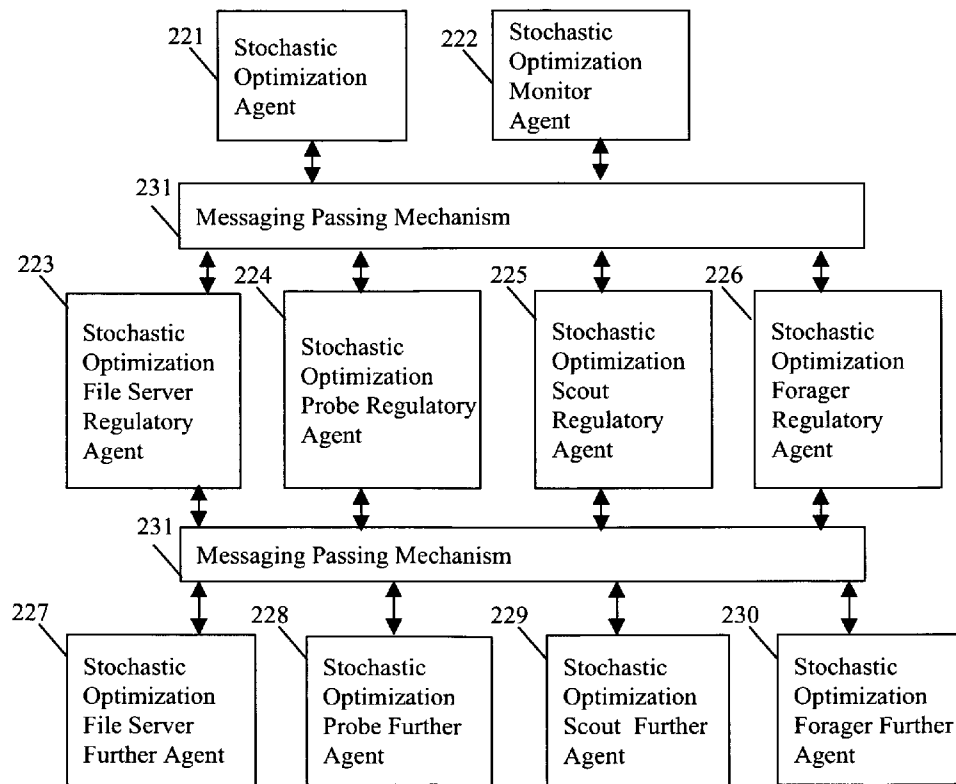 221
Stochastic
Optimization
Agent
222
Stochastic
Optimization
Monitor
Agent
231
Messaging Passing Mechanism
223
Stochastic
Optimization
File Server
Regulatory
Agent
224
Stochastic
Optimization
Probe Regulatory
Agent
225
Stochastic
Optimization
Scout
Regulatory
Agent
226
Stochastic
Optimization
Forager
Regulatory
Agent
231
Messaging Passing Mechanism
227
Stochastic
Optimization
File Server
Further Agent
228
Stochastic
Optimization
Probe Further
Agent
229
Stochastic
Optimization
Scout Further
Agent
230
Stochastic
Optimization
Forager Further
Agent